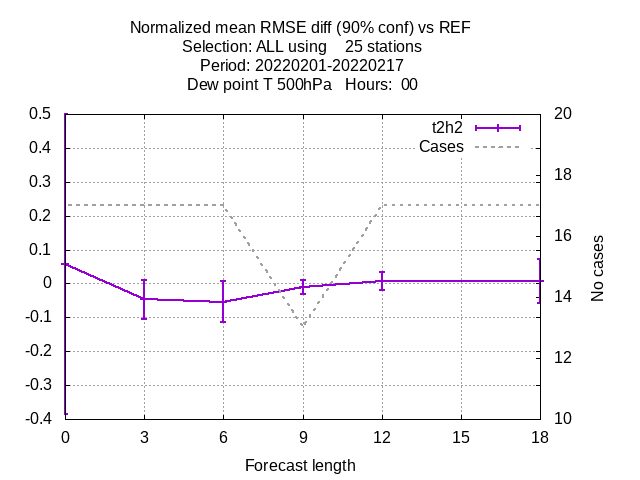 Normalized mean RMSE diff (90% conf) vs REF
Selection: ALL using    25 stations
Period: 20220201-20220217
Dew point T 500hPa   Hours:  00
0.5
0.4
0.3
0.2
0.1
0
-0.1
-0.2
-0.3
-0.4
t2h2
Cases
20
18
16
14
12
10
No cases
0 3 6 9 12 15 18
Forecast length